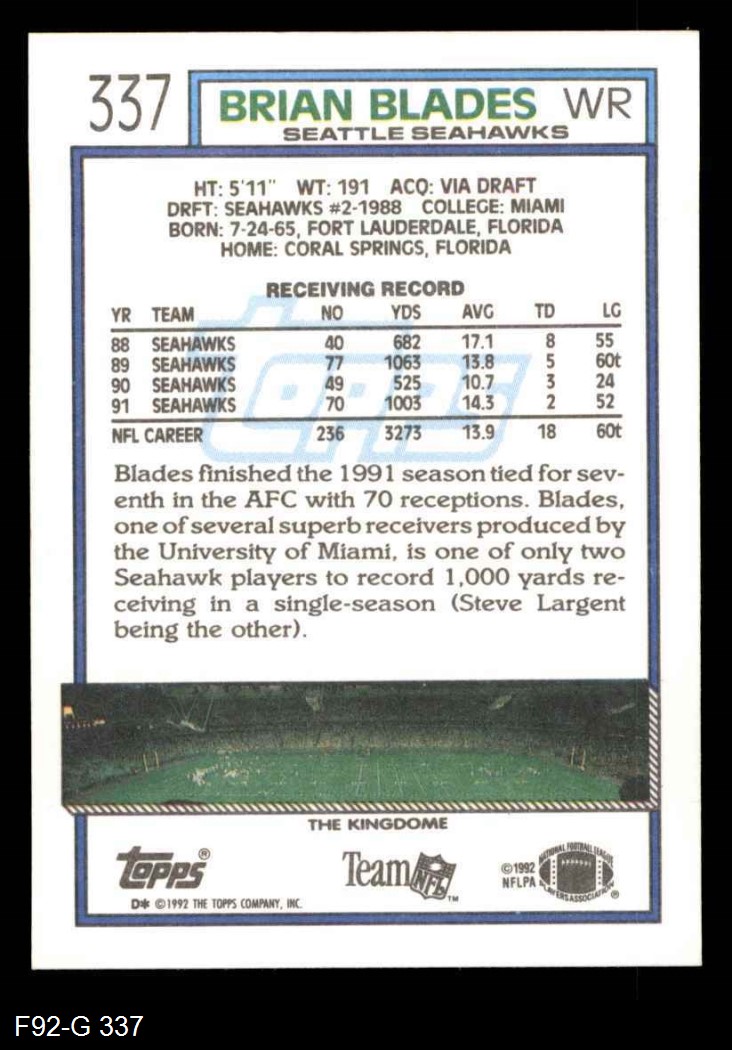 337 BRIAN BLADES WR
SEATTLE SEAHAWKS
HT: 5'11" WT: 191 ACQ: VIA DRAFT
DRFT: SEAHAWKS #2-1988 COLLEGE: MIAMI
BORN: 7-24-65, FORT LAUDERDALE, FLORIDA
HOME: CORAL SPRINGS, FLORIDA
RECEIVING RECORD
YR TEAM NO YDS AVG TD LG
88 SEAHAWKS 40 682 17.1 8 55
89 SEAHAWKS 77 1063 13.8 5 60t
90 SEAHAWKS 49 525 10.7 3 24
91 SEAHAWKS 70 1003 14.3 2 52
NFL CAREER 236 3273 13.9 18 60t
topps
Blades finished the 1991 season tied for sev-
enth in the AFC with 70 receptions. Blades,
one of several superb receivers produced by
the University of Miami, is one of only two
Seahawk players to record 1,000 yards re-
ceiving in a single-season (Steve Largent
being the other).
THE KINGDOME
topps®
Team NFL™
©1992
NFLPA
NATIONAL FOOTBALL LEAGUE
PLAYERS ASSOCIATION ®
D* ©1992 THE TOPPS COMPANY, INC.
F92-G 337